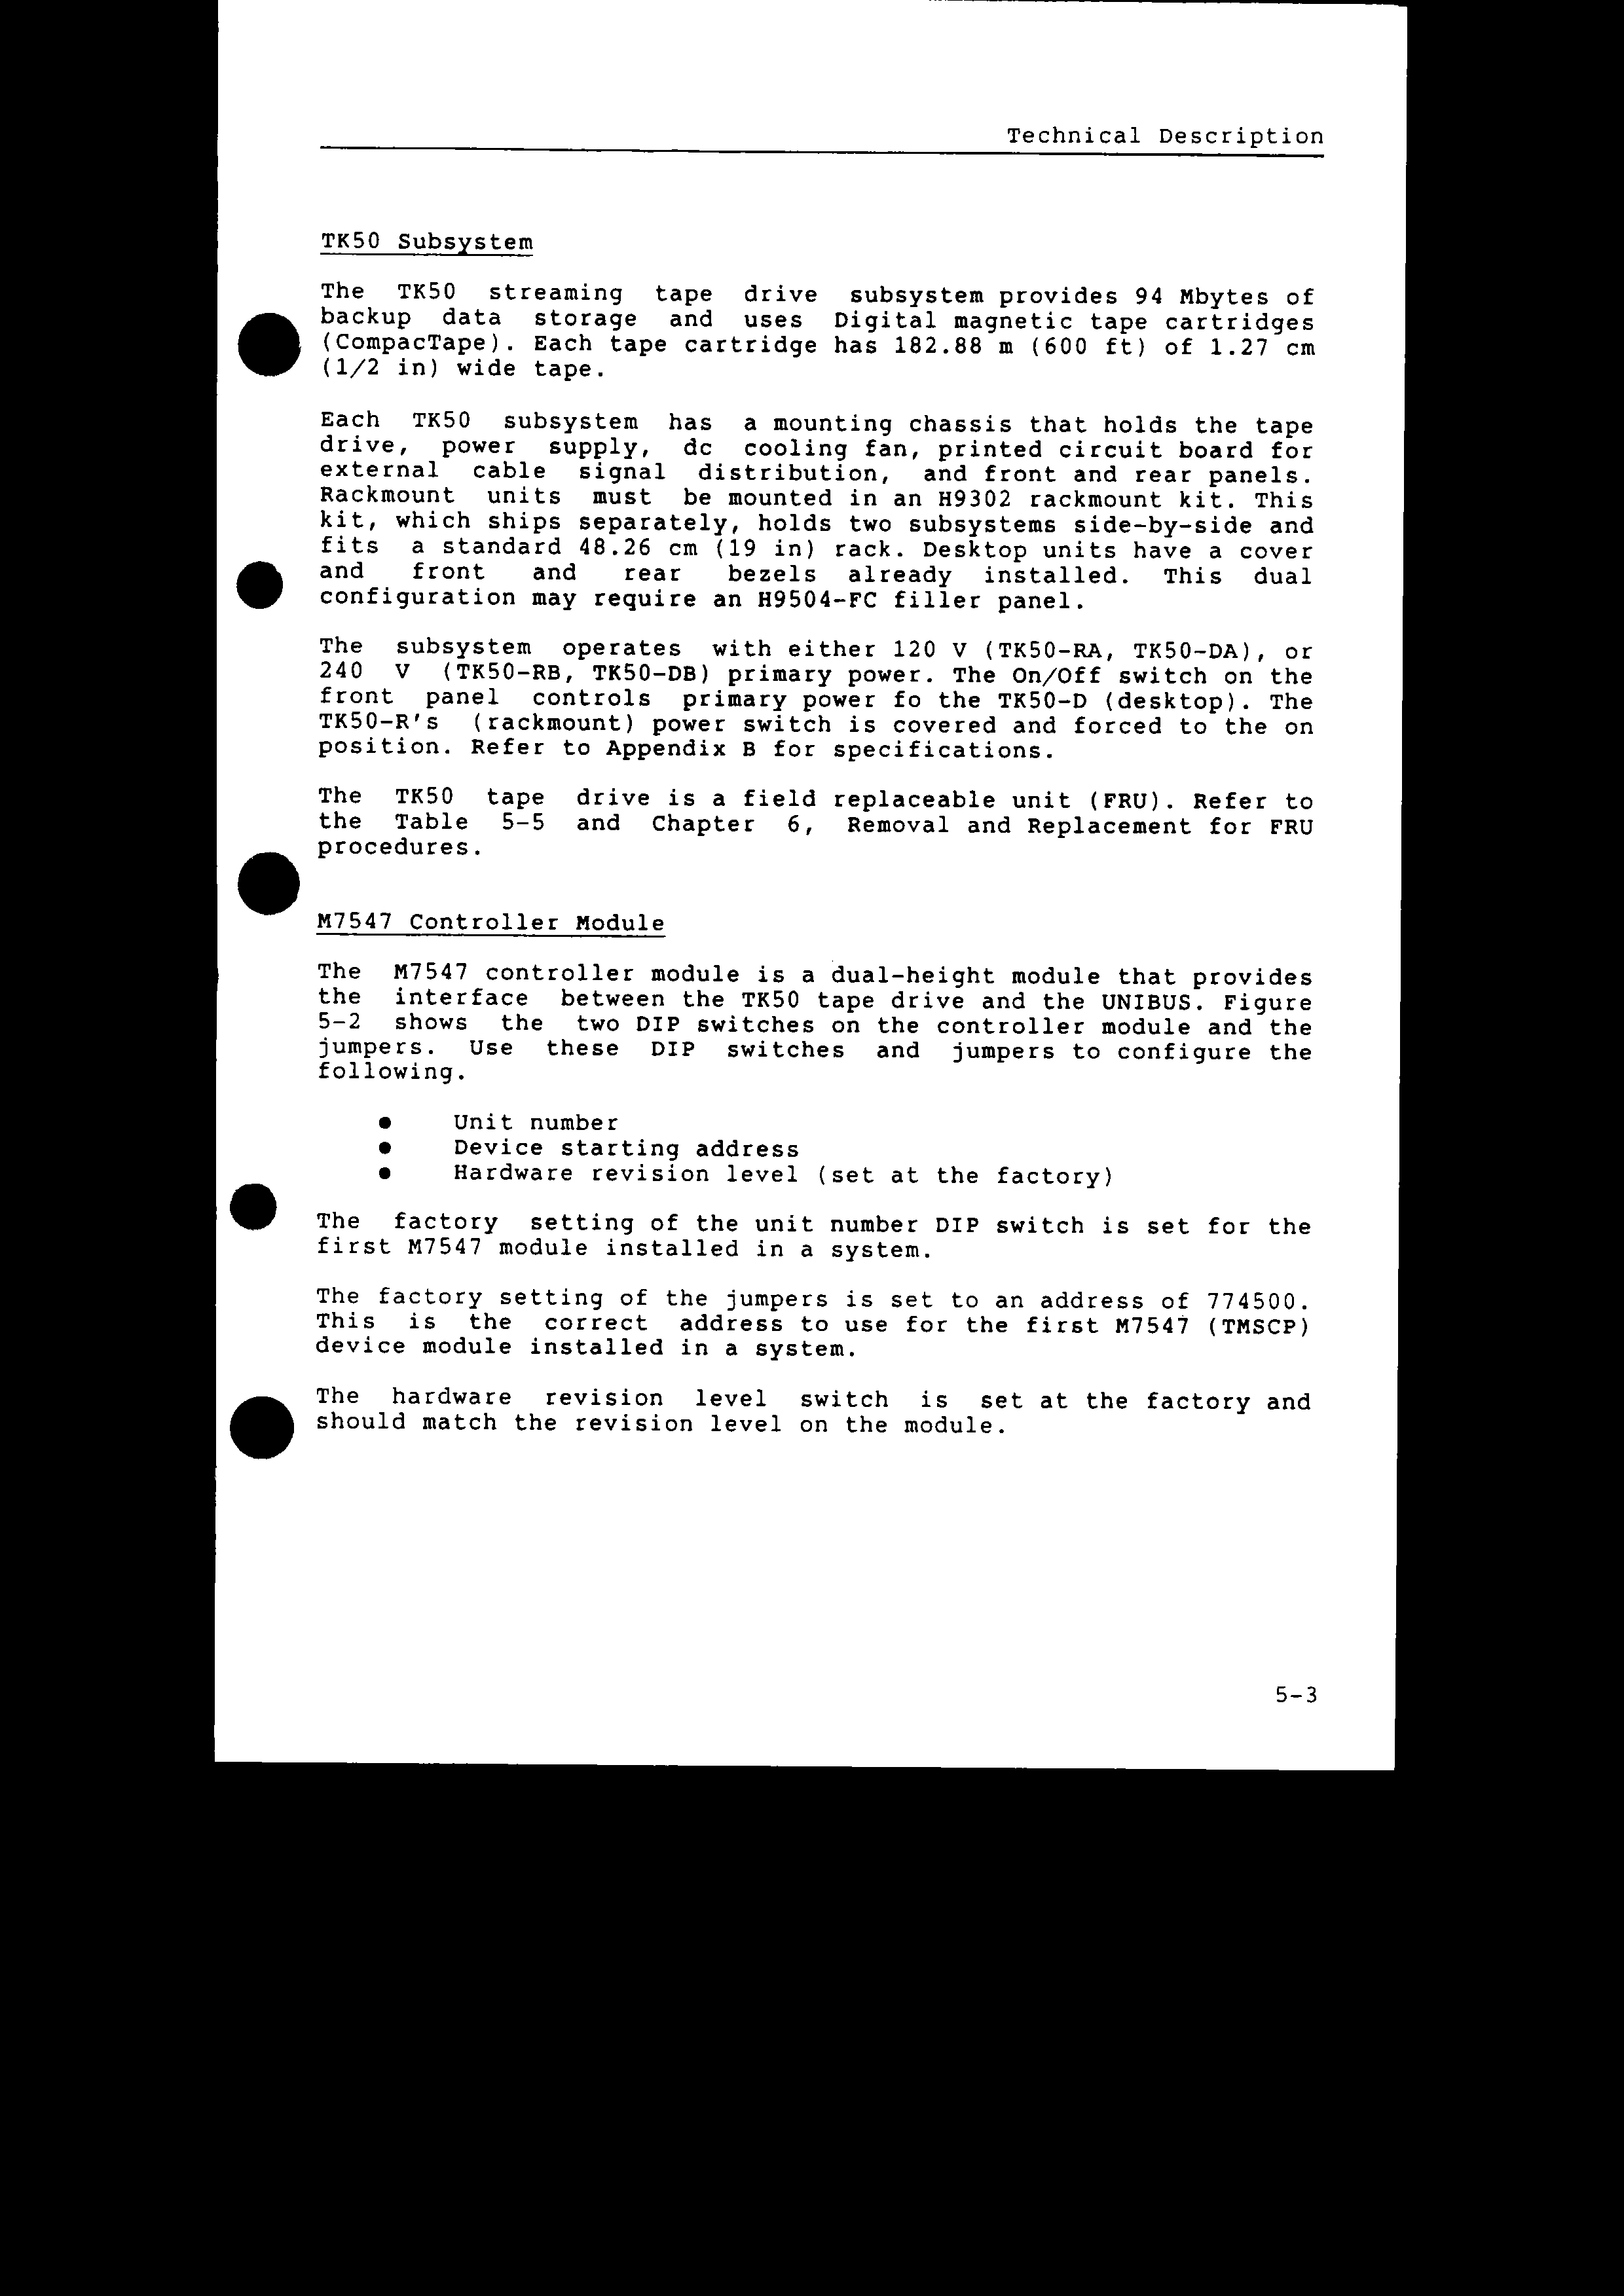 Technical Description
TK50 Subsystem
The TK50 streaming tape drive subsystem provides 94 Mbytes of
backup data storage and uses Digital magnetic tape cartridges
(CompacTape). Each tape cartridge has 182.88 m (600 ft) of 1.27 cm
(1/2 in) wide tape.
Each TK50 subsystem has a mounting chassis that holds the tape
drive, power supply, dc cooling fan, printed circuit board for
external cable signal distribution, and front and rear panels.
Rackmount units must be mounted in an H9302 rackmount kit. This
kit, which ships separately, holds two subsystems side-by-side and
fits a standard 48.26 cm (19 in) rack. Desktop units have a cover
and front and rear bezels already installed. This dual
configuration may require an H9504-FC filler panel.
The subsystem operates with either 120 V (TK50-RA, TK50-DA), or
240 V (TK50-RB, TK50-DB) primary power. The On/Off switch on the
front panel controls primary power fo the TK50-D (desktop). The
TK50-R's (rackmount) power switch is covered and forced to the on
position. Refer to Appendix B for specifications.
The TK50 tape drive is a field replaceable unit (FRU). Refer to
the Table 5-5 and Chapter 6, Removal and Replacement for FRU
procedures.
M7547 Controller Module
The M7547 controller module is a dual-height module that provides
the interface between the TK50 tape drive and the UNIBUS. Figure
5-2 shows the two DIP switches on the controller module and the
jumpers. Use these DIP switches and jumpers to configure the
following.
● Unit number
● Device starting address
● Hardware revision level (set at the factory)
The factory setting of the unit number DIP switch is set for the
first M7547 module installed in a system.
The factory setting of the jumpers is set to an address of 774500.
This is the correct address to use for the first M7547 (TMSCP)
device module installed in a system.
The hardware revision level switch is set at the factory and
should match the revision level on the module.
5-3